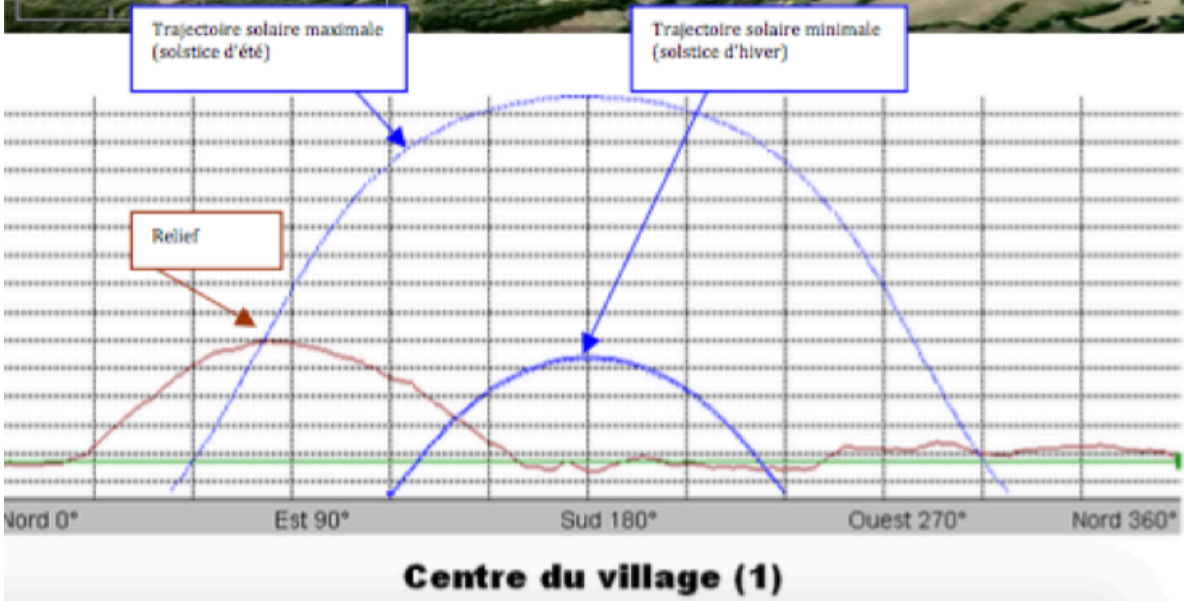 Trajectoire solaire maximale
(solstice d'été)
Trajectoire solaire minimale
(solstice d'hiver)
Relief
Nord 0°
Est 90°
Sud 180°
Ouest 270°
Nord 360°
Centre du village (1)